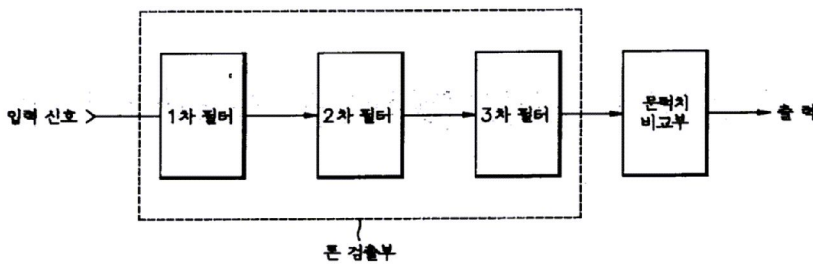 입력 신호
1차 필터
2차 필터
3차 필터
문턱치
비교부
출 력
톤 검출부